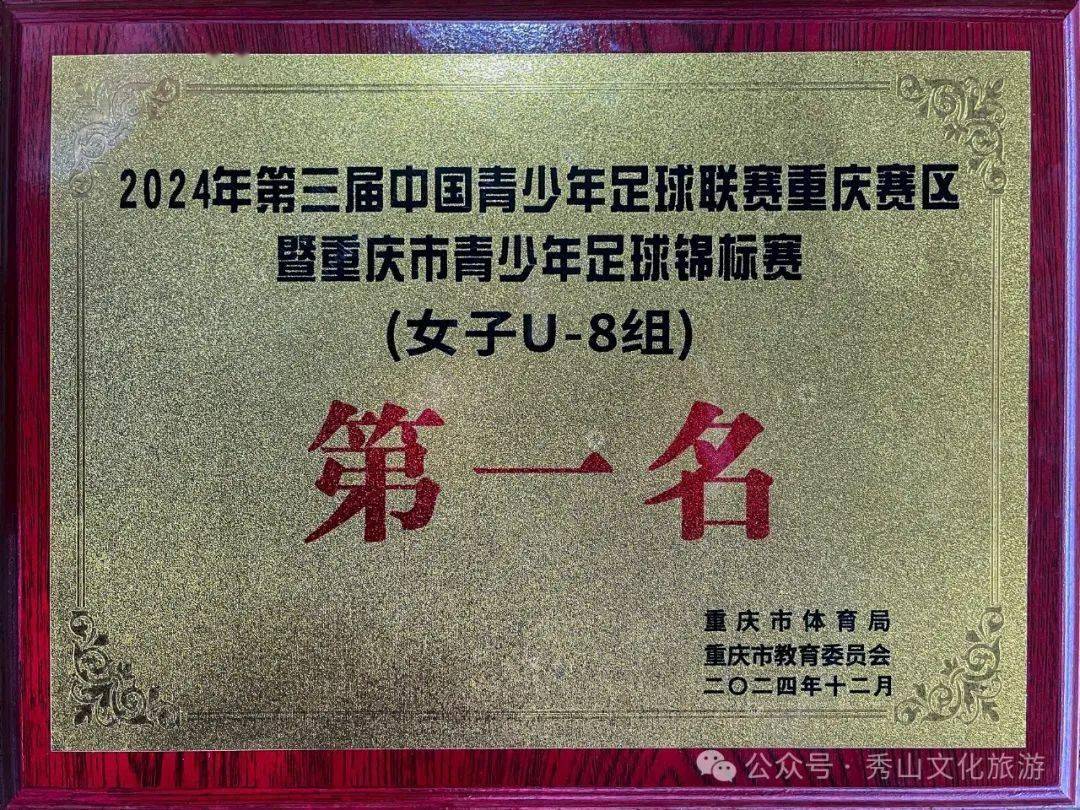 2024年第三届中国青少年足球联赛重庆赛区
暨重庆市青少年足球锦标赛
(女子U-8组)
第一名
重庆市体育局
重庆市教育委员会
二〇二四年十二月
公众号·秀山文化旅游